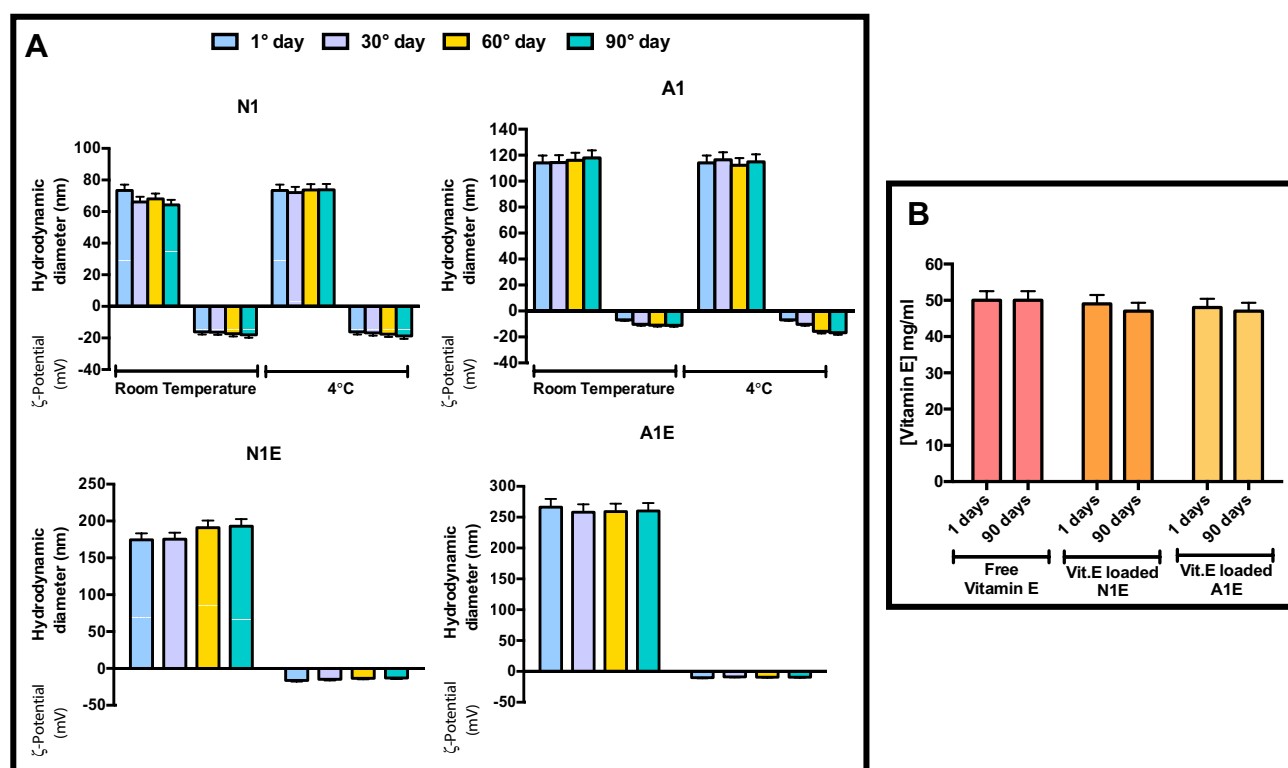 A
1° day 30° day 60° day 90° day
N1
Hydrodynamic
diameter (nm)
ζ-Potential
(mV)
100
80
60
40
20
0
-20
-40
Room Temperature 4°C
A1
Hydrodynamic
diameter (nm)
ζ-Potential
(mV)
140
120
100
80
60
40
20
0
-20
-40
Room Temperature 4°C
N1E
Hydrodynamic
diameter (nm)
ζ-Potential
(mV)
250
200
150
100
50
0
-50
A1E
Hydrodynamic
diameter (nm)
ζ-Potential
(mV)
300
250
200
150
100
50
0
-50
B
[Vitamin E] mg/ml
60
50
40
30
20
10
0
1 days 90 days 1 days 90 days 1 days 90 days
Free
Vitamin E
Vit.E loaded
N1E
Vit.E loaded
A1E